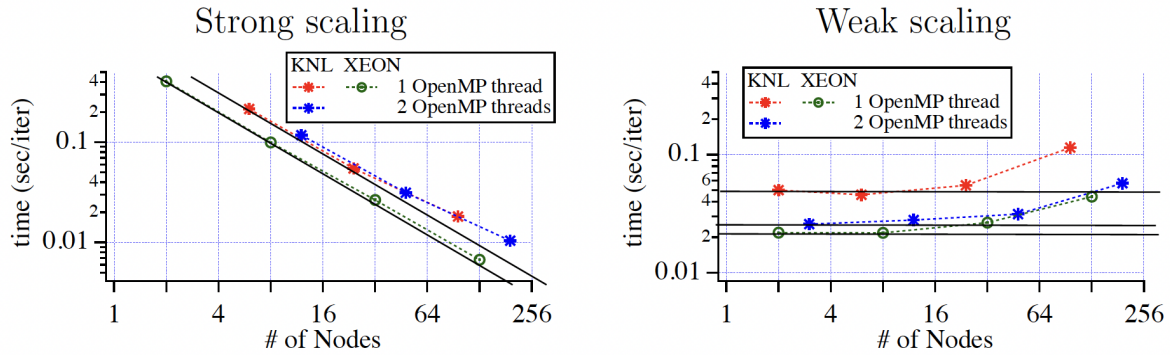 Strong scaling
KNL XEON
1 OpenMP thread
2 OpenMP threads
time (sec/iter)
4
2
0.1
4
2
0.01
1 4 16 64 256
# of Nodes
Weak scaling
KNL XEON
1 OpenMP thread
2 OpenMP threads
time (sec/iter)
4
2
0.1
4
2
0.01
1 4 16 64 256
# of Nodes